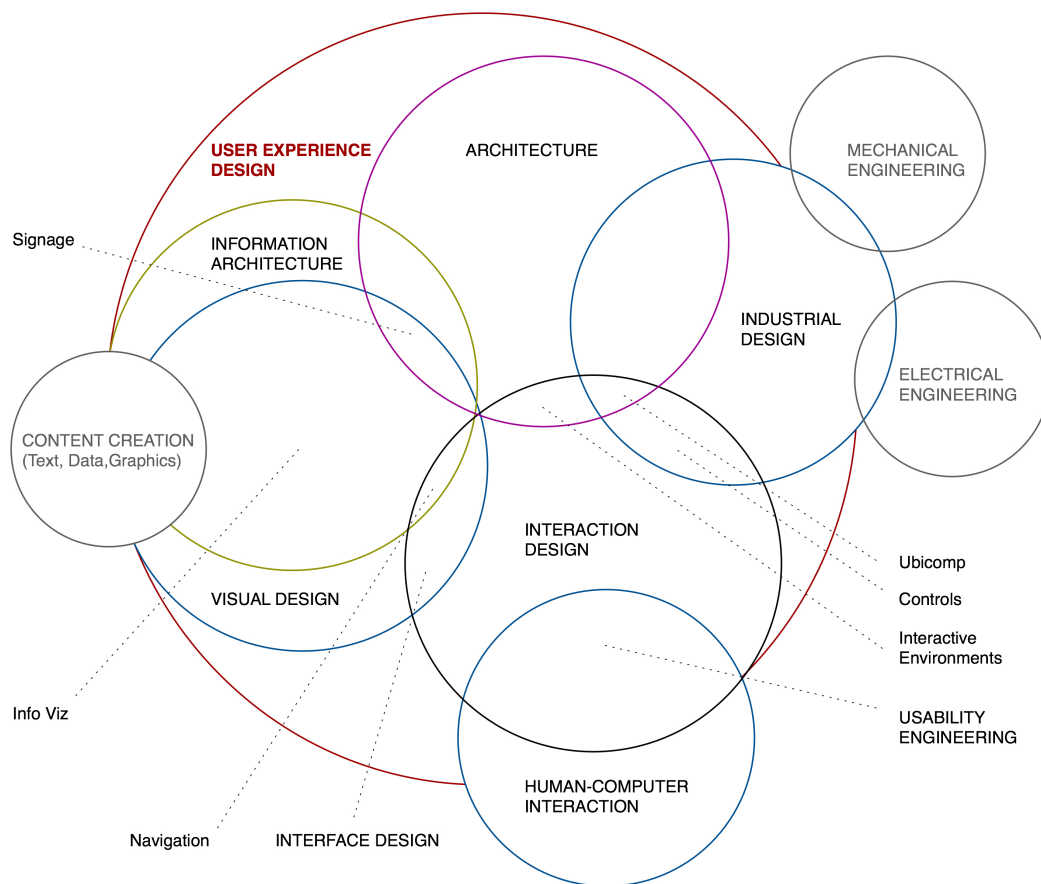 USER EXPERIENCE
DESIGN
ARCHITECTURE
MECHANICAL
ENGINEERING
Signage
INFORMATION
ARCHITECTURE
INDUSTRIAL
DESIGN
ELECTRICAL
ENGINEERING
CONTENT CREATION
(Text, Data,Graphics)
INTERACTION
DESIGN
Ubicomp
VISUAL DESIGN
Controls
Interactive
Environments
Info Viz
USABILITY
ENGINEERING
HUMAN-COMPUTER
INTERACTION
Navigation
INTERFACE DESIGN